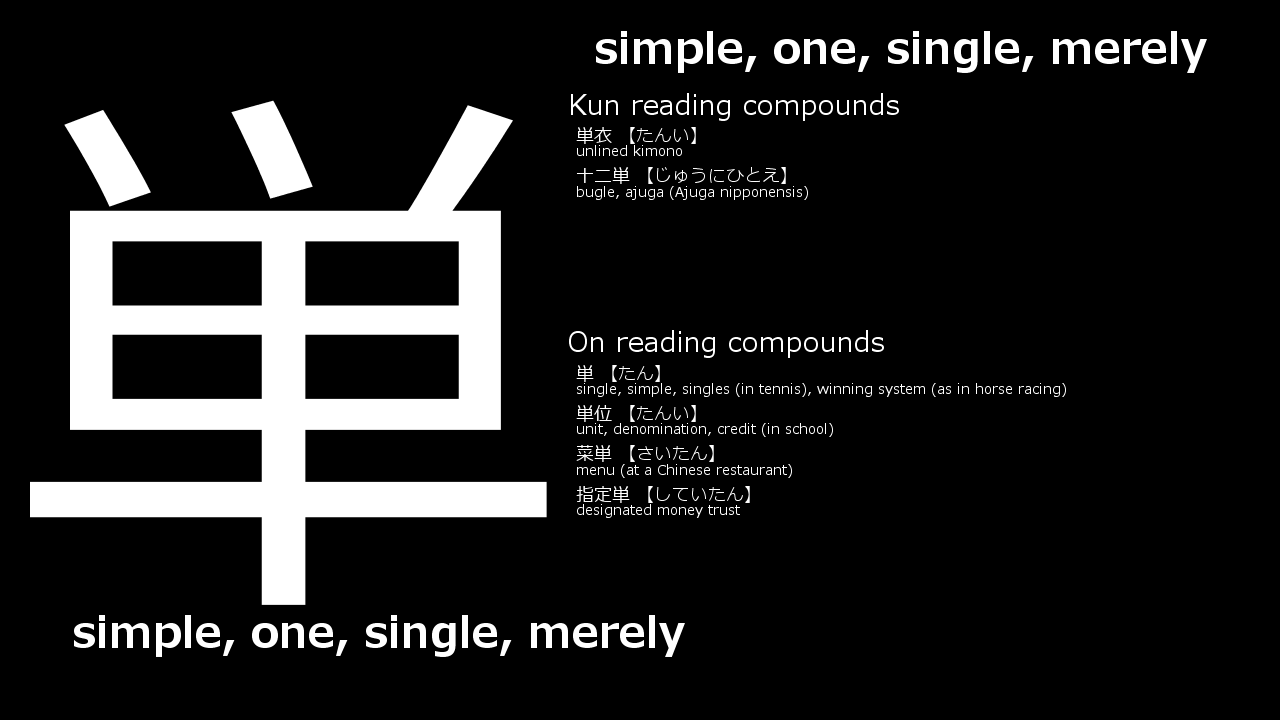 単
simple, one, single, merely
Kun reading compounds
単衣 【たんい】
unlined kimono
十二単 【じゅうにひとえ】
bugle, ajuga (Ajuga nipponensis)
On reading compounds
単 【たん】
single, simple, singles (in tennis), winning system (as in horse racing)
単位 【たんい】
unit, denomination, credit (in school)
菜単 【さいたん】
menu (at a Chinese restaurant)
指定単 【していたん】
designated money trust
simple, one, single, merely